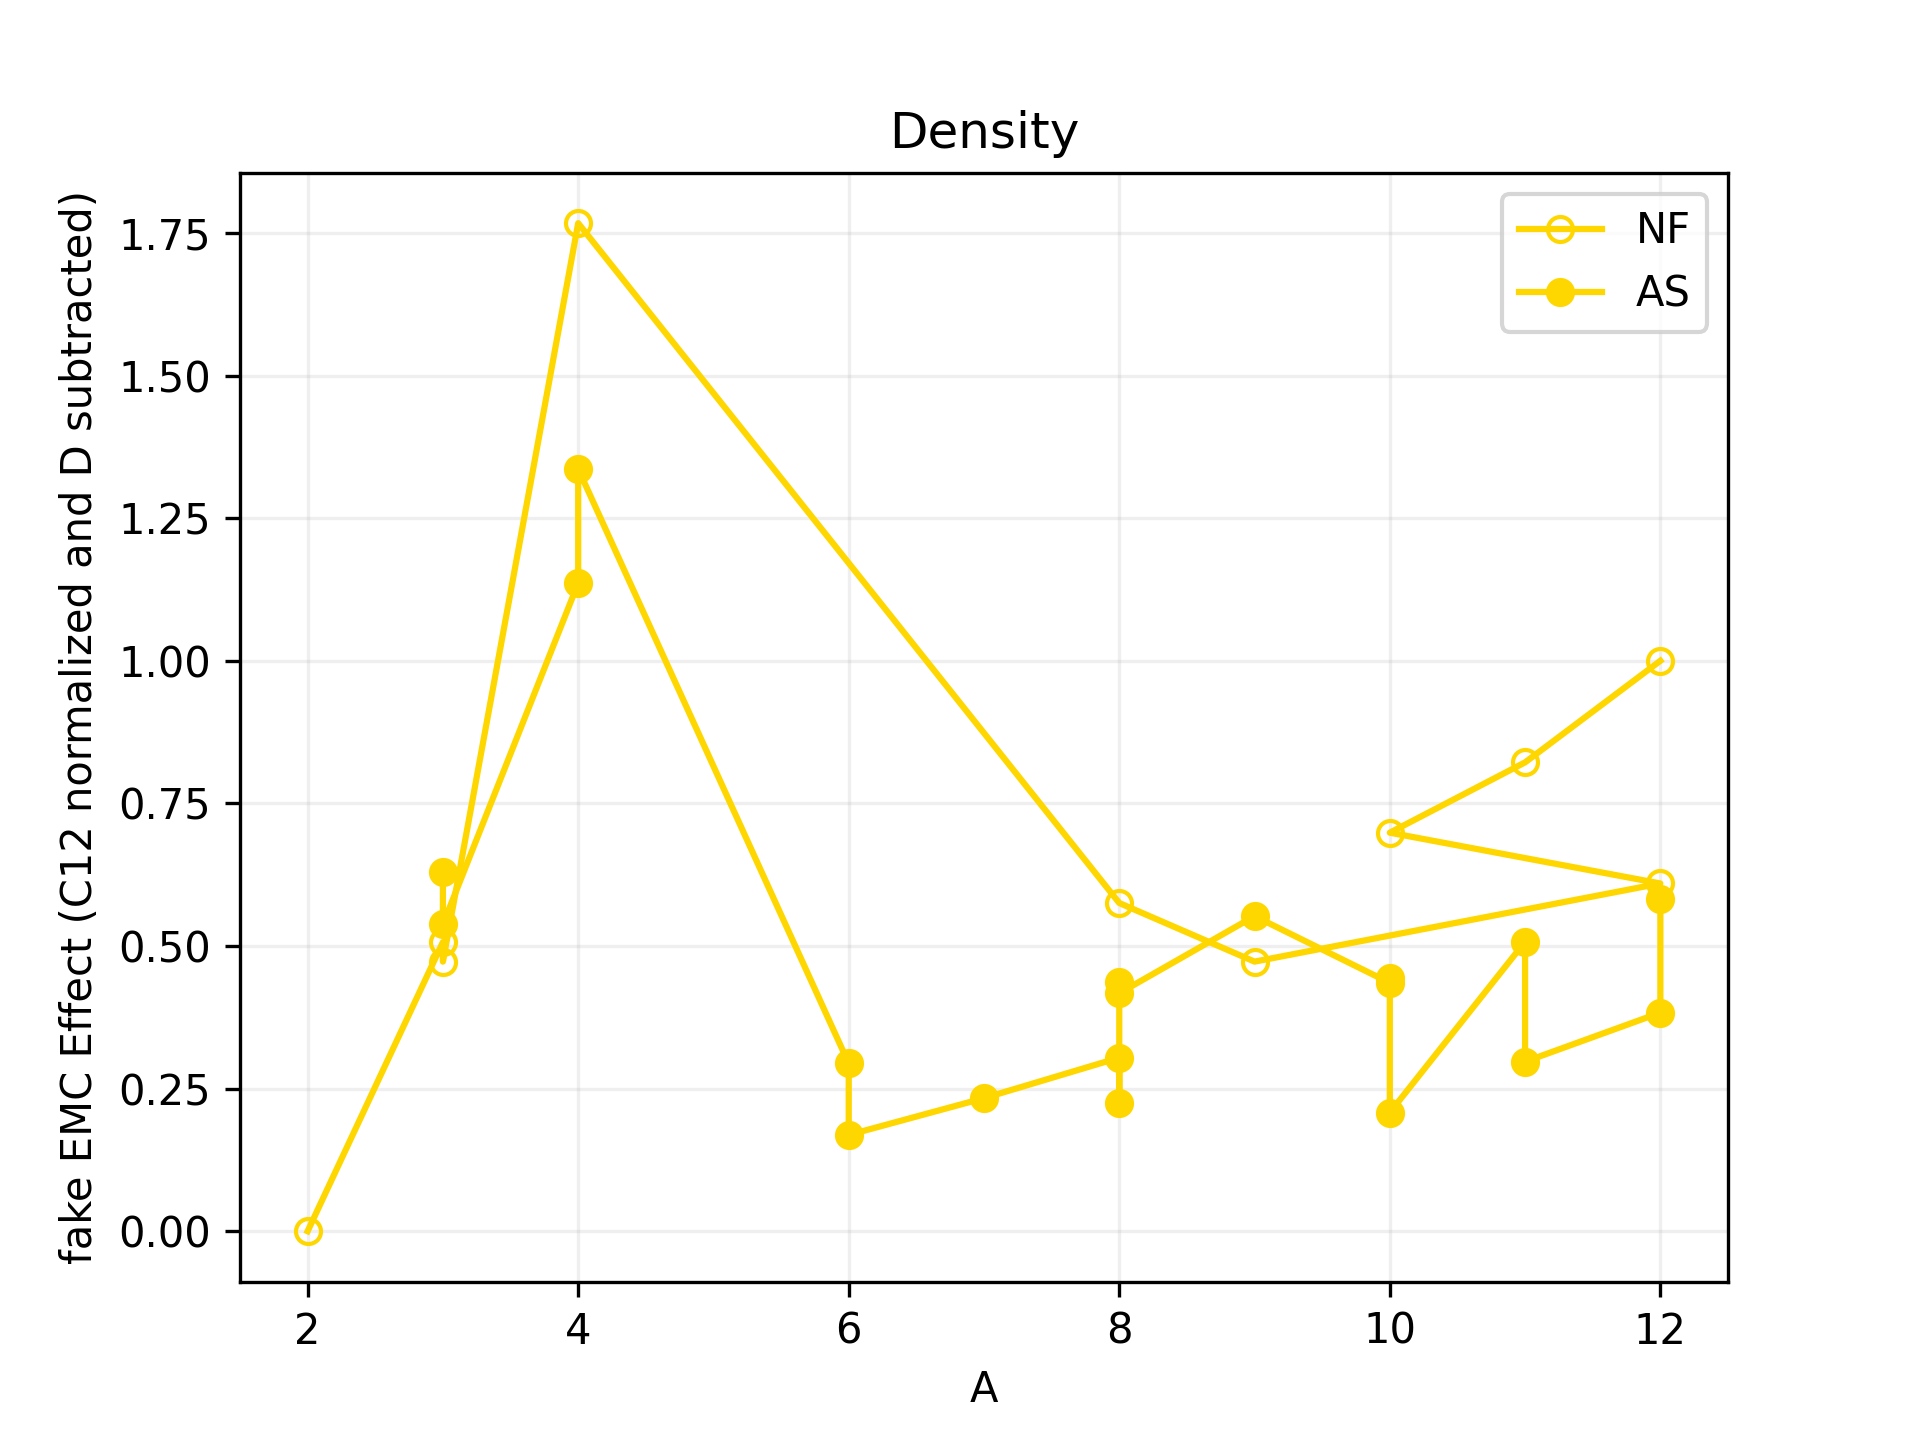 Density
fake EMC Effect (C12 normalized and D subtracted)
1.75
1.50
1.25
1.00
0.75
0.50
0.25
0.00
NF
AS
2 4 6 8 10 12
A